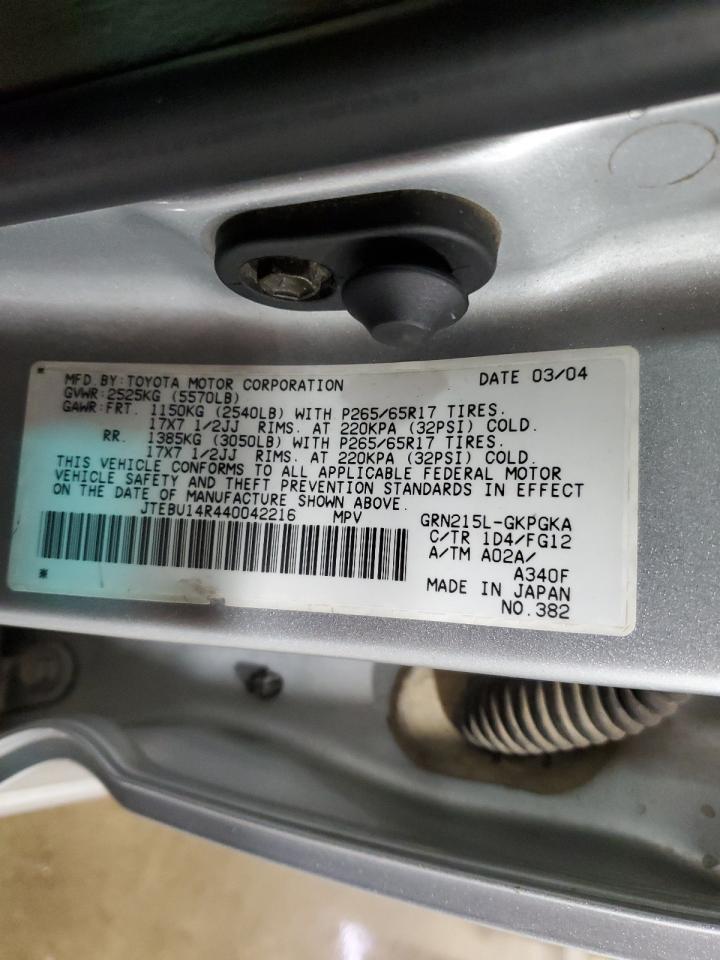 MFD.BY:TOYOTA MOTOR CORPORATION DATE 03/04
GVWR:2525KG (5570LB)
GAWR:FRT. 1150KG (2540LB) WITH P265/65R17 TIRES.
17X7 1/2JJ RIMS. AT 220KPA (32PSI) COLD.
RR. 1385KG (3050LB) WITH P265/65R17 TIRES.
17X7 1/2JJ RIMS. AT 220KPA (32PSI) COLD.
THIS VEHICLE CONFORMS TO ALL APPLICABLE FEDERAL MOTOR
VEHICLE SAFETY AND THEFT PREVENTION STANDARDS IN EFFECT
ON THE DATE OF MANUFACTURE SHOWN ABOVE.
JTEBU14R440042216 MPV GRN215L-GKPGKA
C/TR 1D4/FG12
A/TM A02A/
A340F
MADE IN JAPAN
NO.382